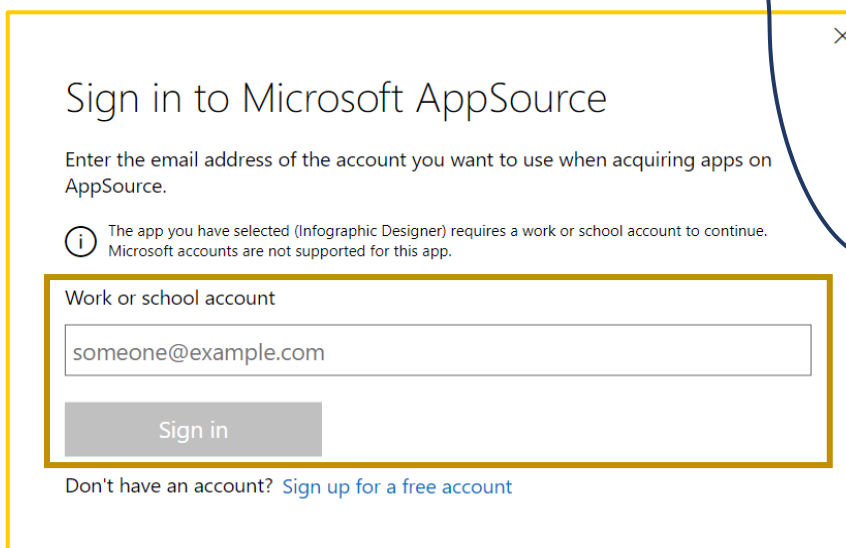 Sign in to Microsoft AppSource
Enter the email address of the account you want to use when acquiring apps on
AppSource.
The app you have selected (Infographic Designer) requires a work or school account to continue.
Microsoft accounts are not supported for this app.
Work or school account
someone@example.com
Sign in
Don't have an account? Sign up for a free account